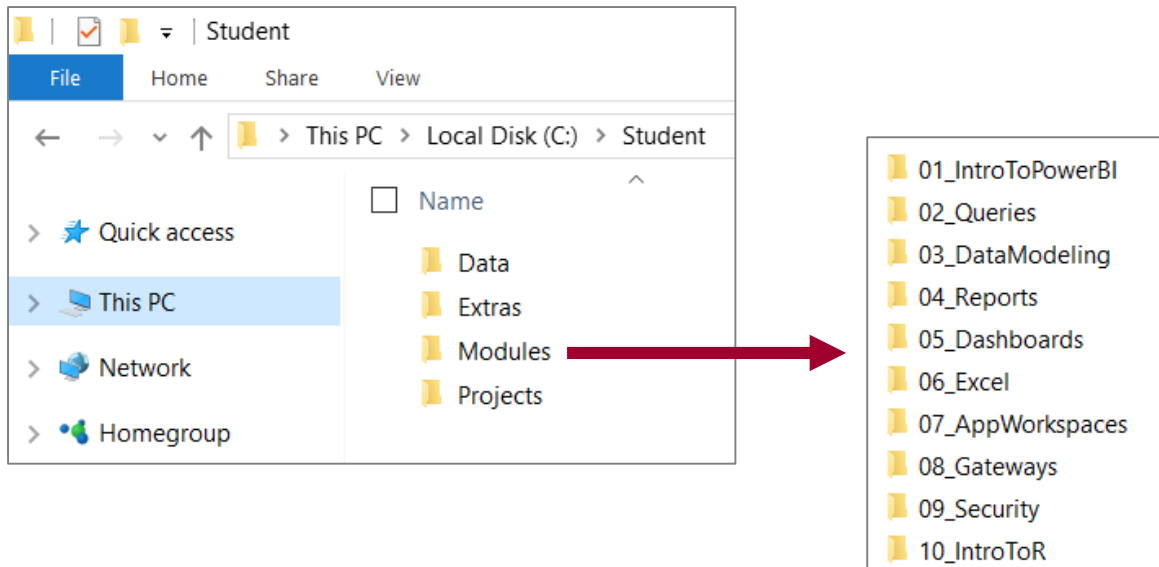 Student
File Home Share View
This PC > Local Disk (C:) > Student
Name
Quick access
This PC
Network
Homegroup
Data
Extras
Modules
Projects
01_IntroToPowerBI
02_Queries
03_DataModeling
04_Reports
05_Dashboards
06_Excel
07_AppWorkspaces
08_Gateways
09_Security
10_IntroToR